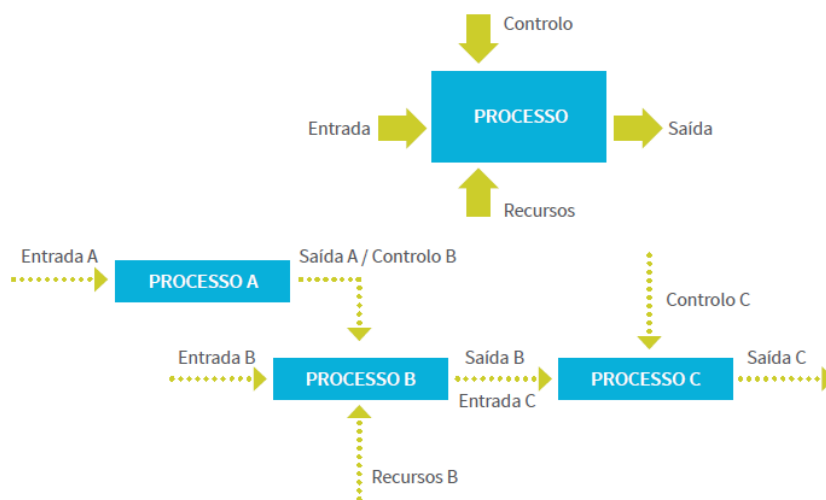 Controlo
Entrada
PROCESSO
Saída
Recursos
Entrada A
Saída A / Controlo B
PROCESSO A
Controlo C
Entrada B
Saída B
Saída C
PROCESSO B
PROCESSO C
Entrada C
Recursos B